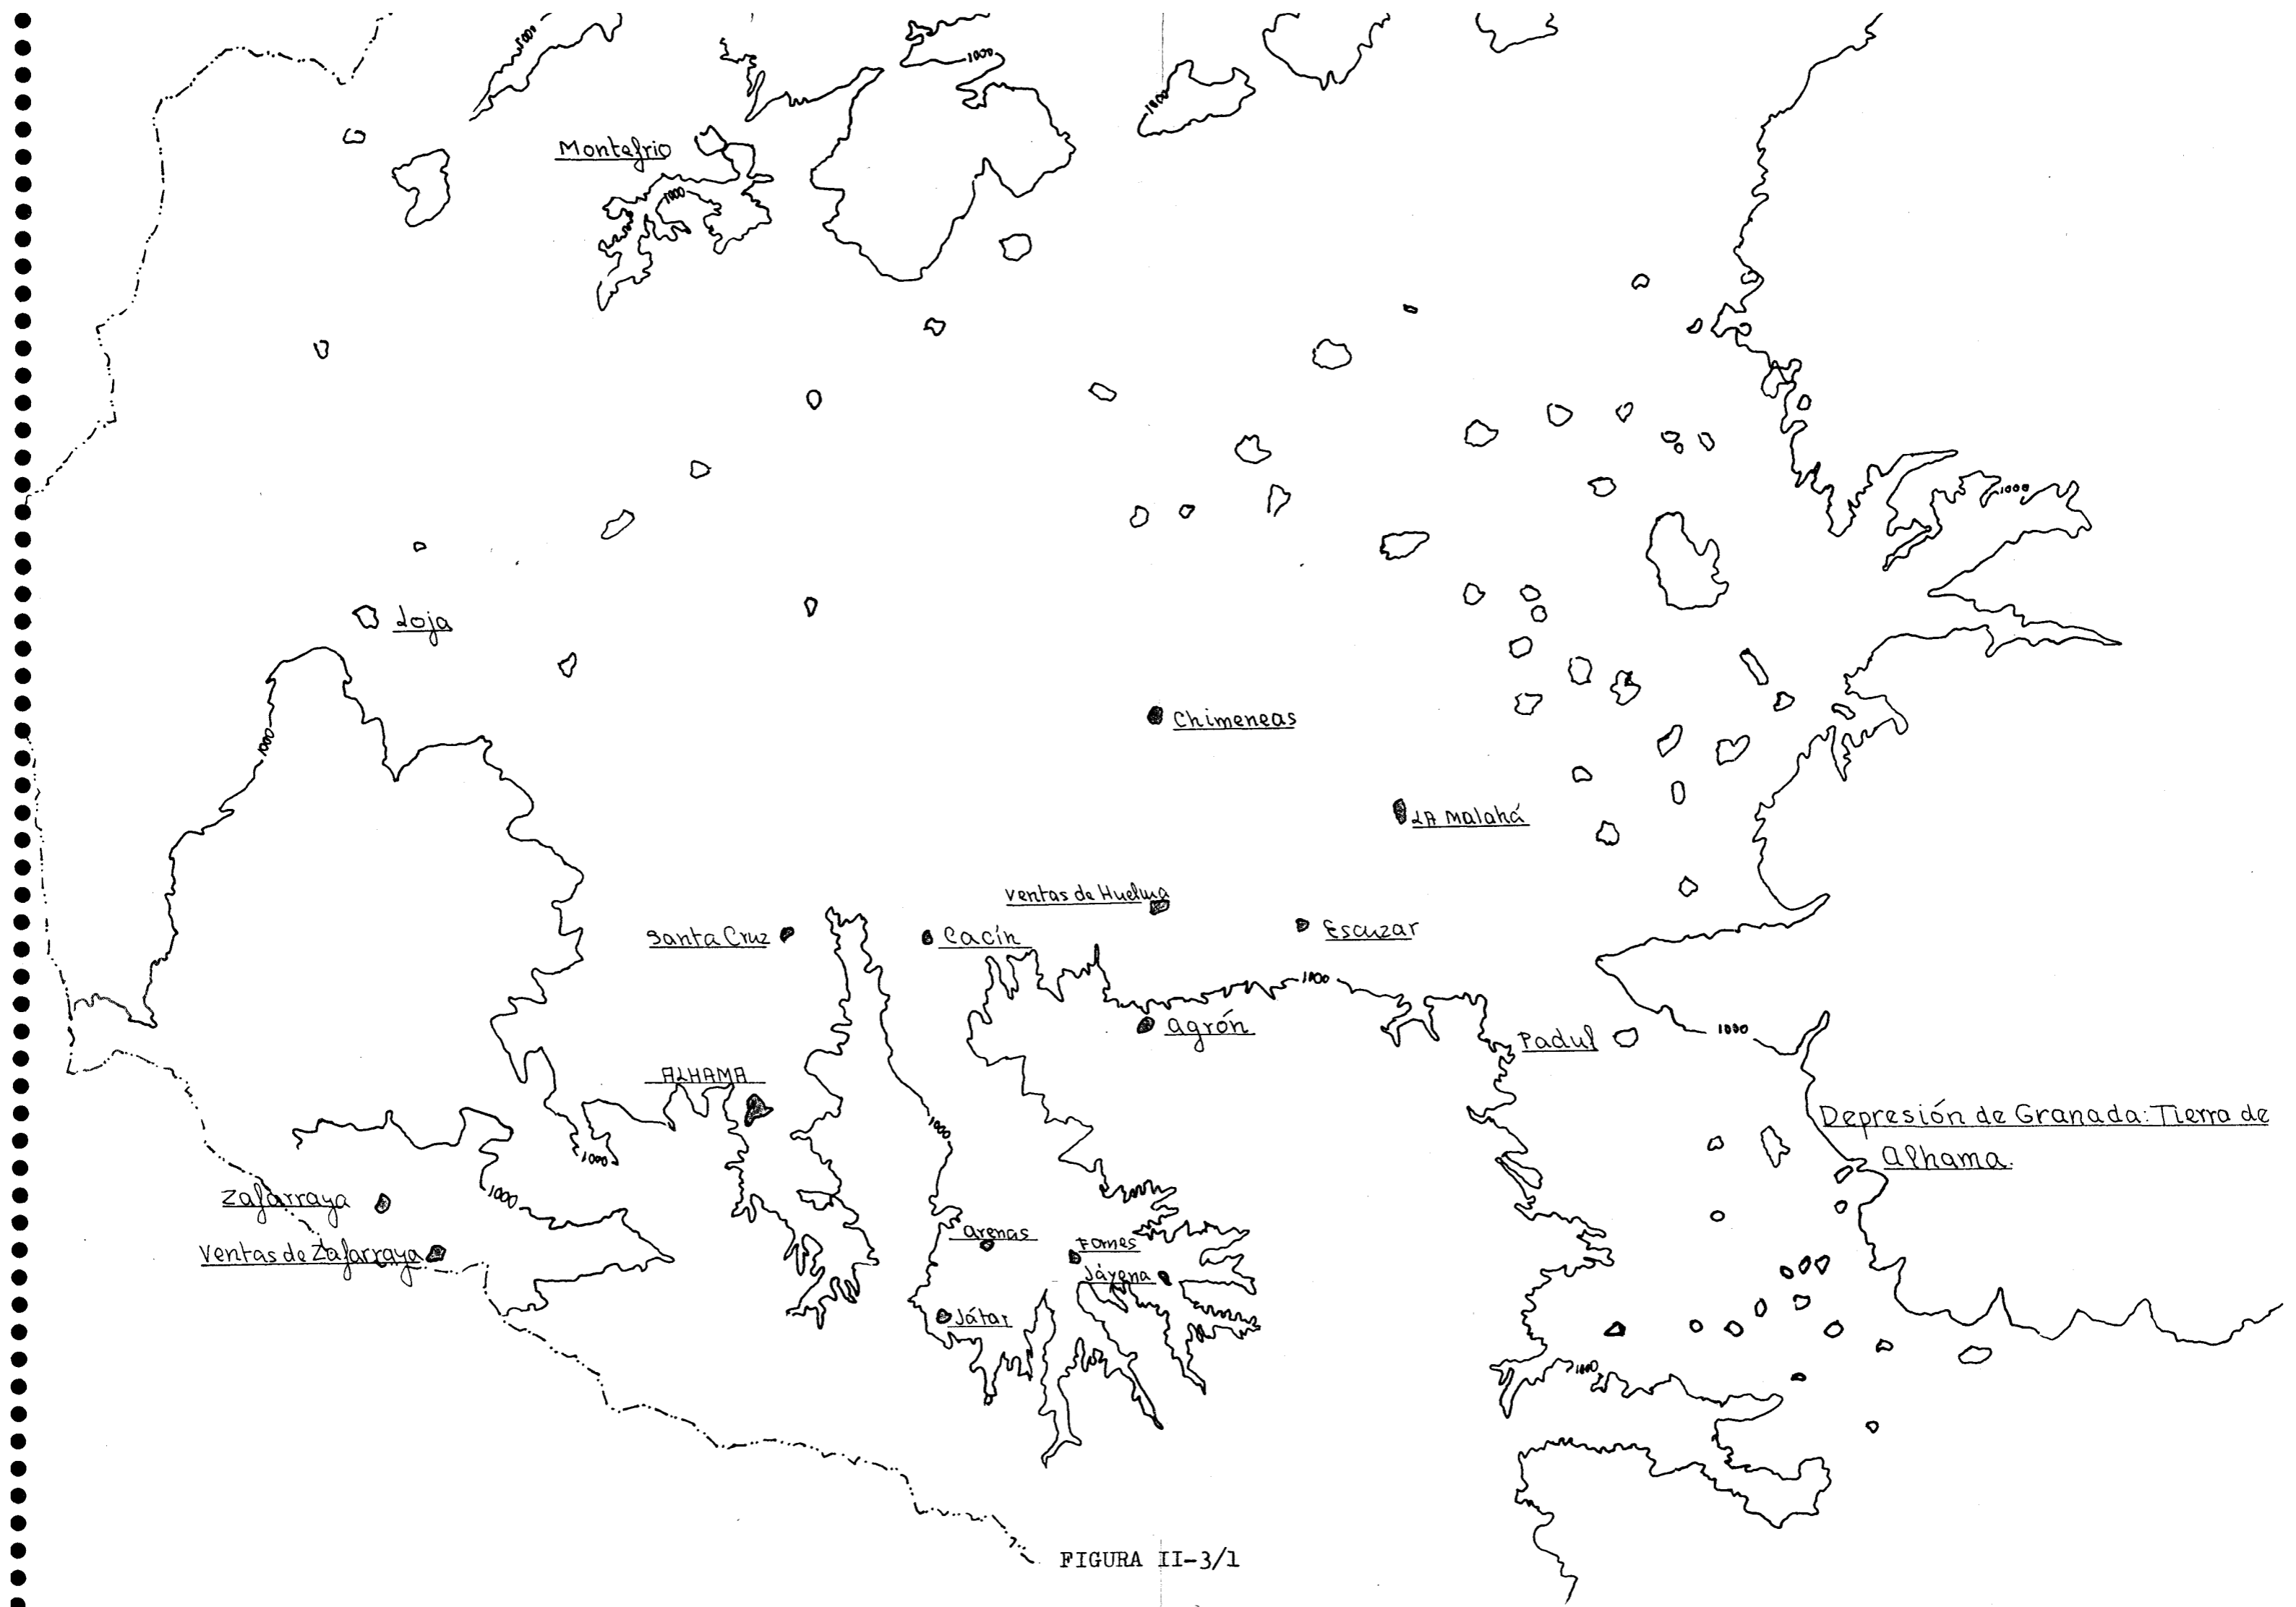 1000
1000
1000
Montefrio
1000
1000
Loja
1000
Chimeneas
LA Malahá
Ventas de Huelma
Santa Cruz
Cacín
Escuzar
1000
agrón
Padul
1000
ALHAMA
1000
Depresión de Granada: Tierra de
Alhama.
1000
Zafarraya
1000
arenas
Fornes
Ventas de Zafarraya
Jáyena
Játar
1000
FIGURA II-3/1